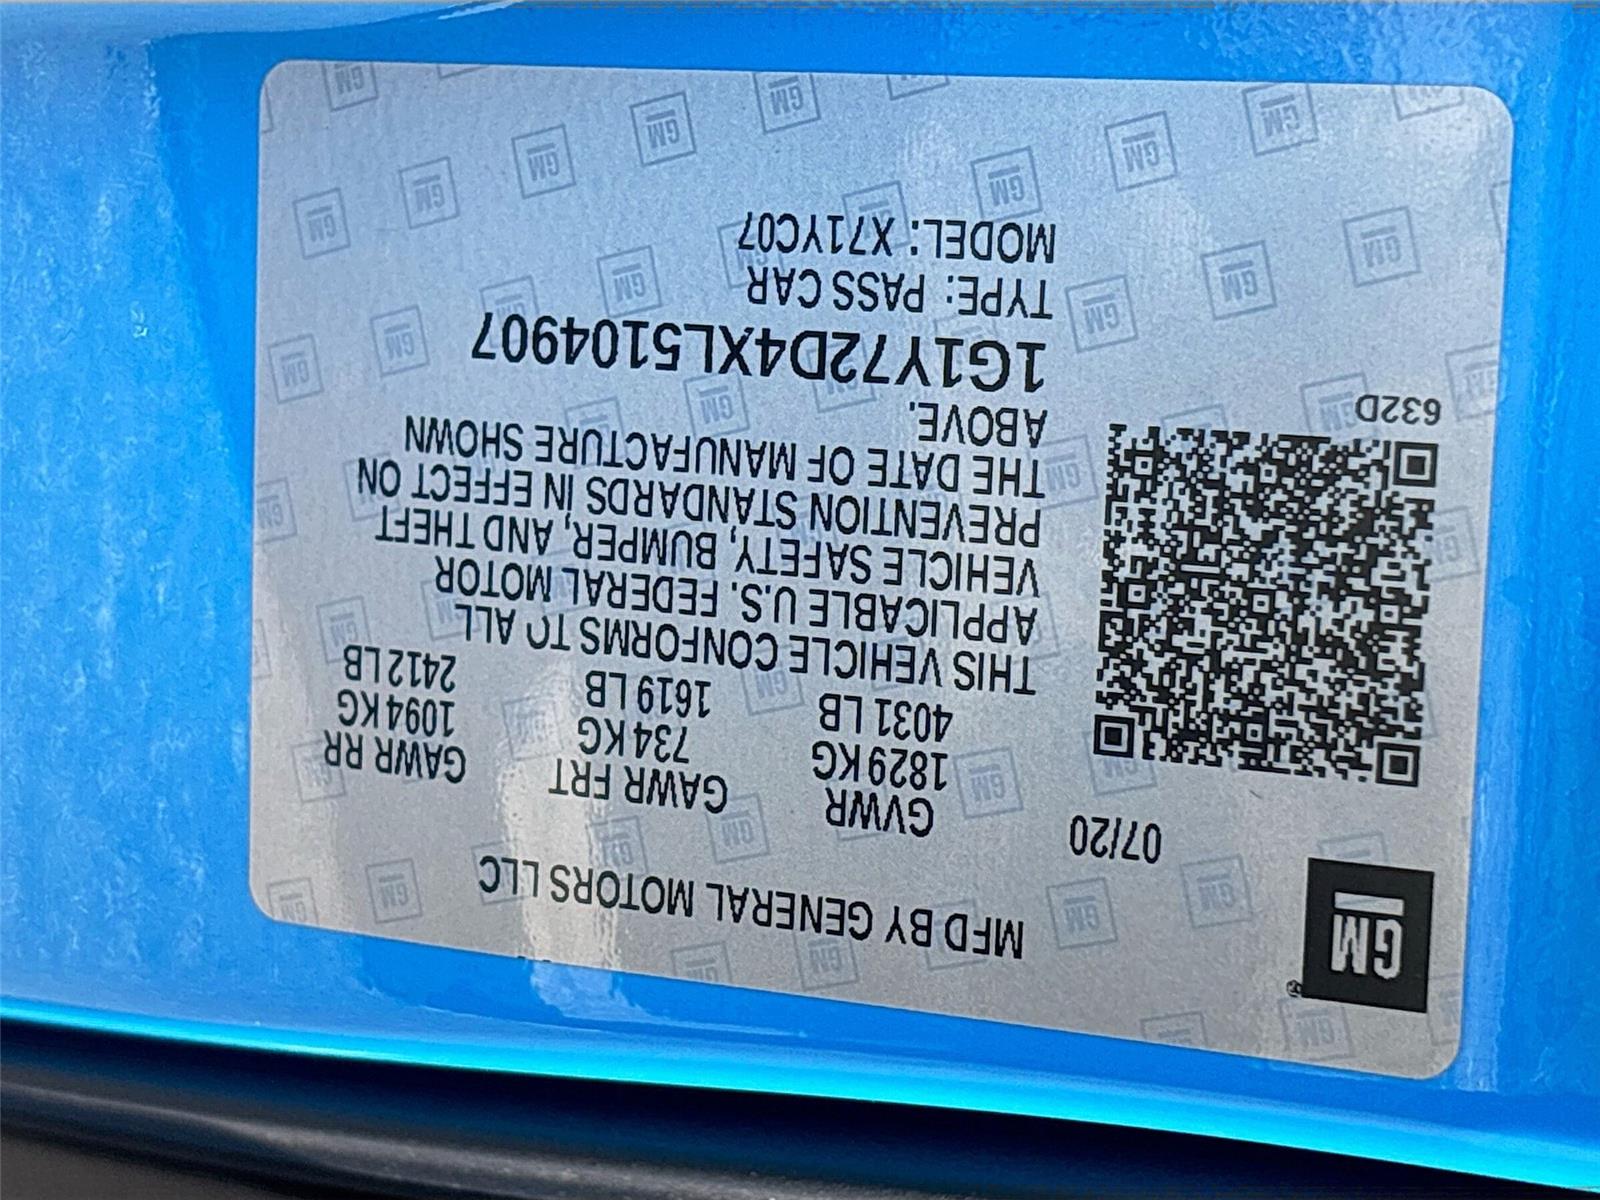 GM
MFD BY GENERAL MOTORS LLC
07/20
GVWR GAWR FRT GAWR RR
1829 KG 734 KG 1094 KG
4031 LB 1619 LB 2412 LB
THIS VEHICLE CONFORMS TO ALL
APPLICABLE U.S. FEDERAL MOTOR
VEHICLE SAFETY, BUMPER, AND THEFT
PREVENTION STANDARDS IN EFFECT ON
THE DATE OF MANUFACTURE SHOWN
ABOVE.
632D
1G1Y72D4XL5104907
TYPE: PASS CAR
MODEL: X71YC07